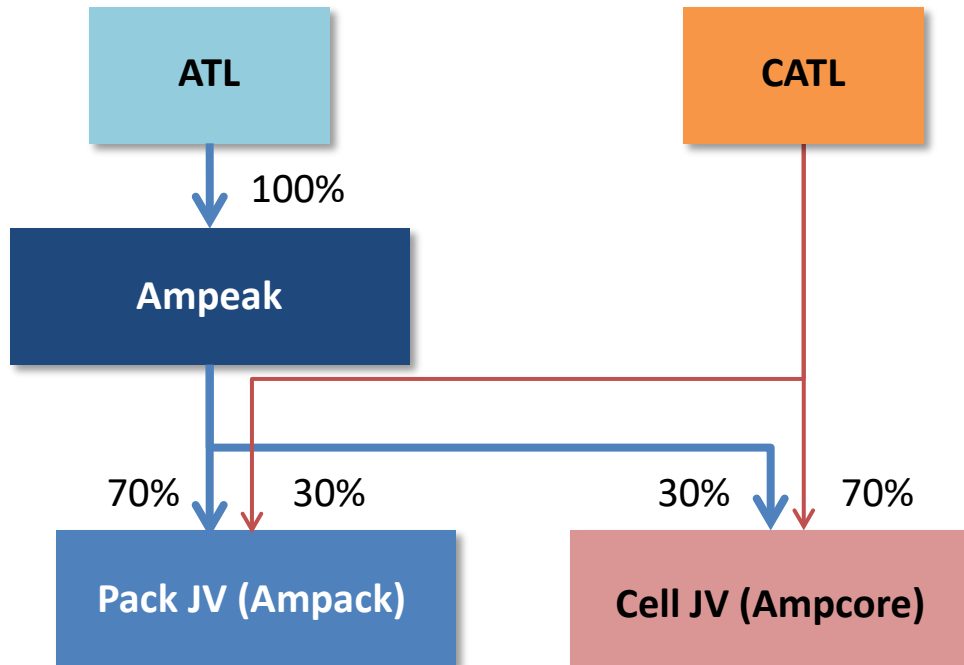 ATL
CATL
100%
Ampeak
70%
30%
30%
70%
Pack JV (Ampack)
Cell JV (Ampcore)